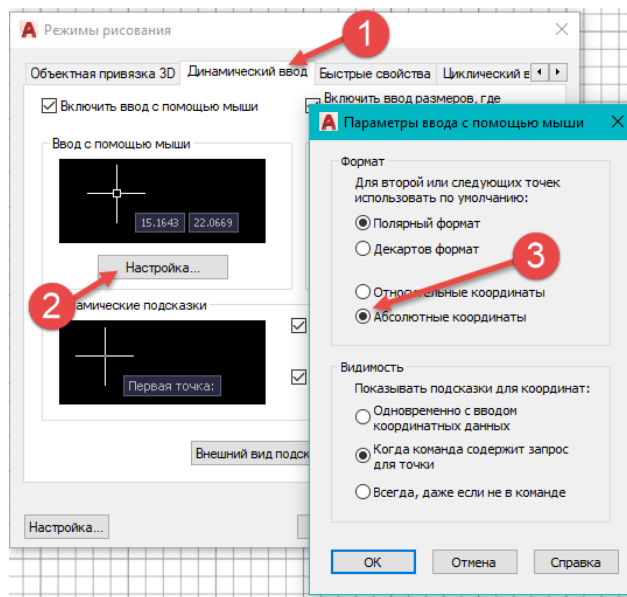 Режимы рисования
1
Объектная привязка 3D Динамический ввод Быстрые свойства Циклический в
Включить ввод с помощью мыши
Включить ввод размеров, где
Ввод с помощью мыши
15.1643 22.0669
Настройка...
2
намические подсказки
Первая точка:
Внешний вид подск
Настройка...
Параметры ввода с помощью мыши
Формат
Для второй или следующих точек
использовать по умолчанию:
Полярный формат
Декартов формат
3
Относительные координаты
Абсолютные координаты
Видимость
Показывать подсказки для координат:
Одновременно с вводом
координатных данных
Когда команда содержит запрос
для точки
Всегда, даже если не в команде
OK Отмена Справка